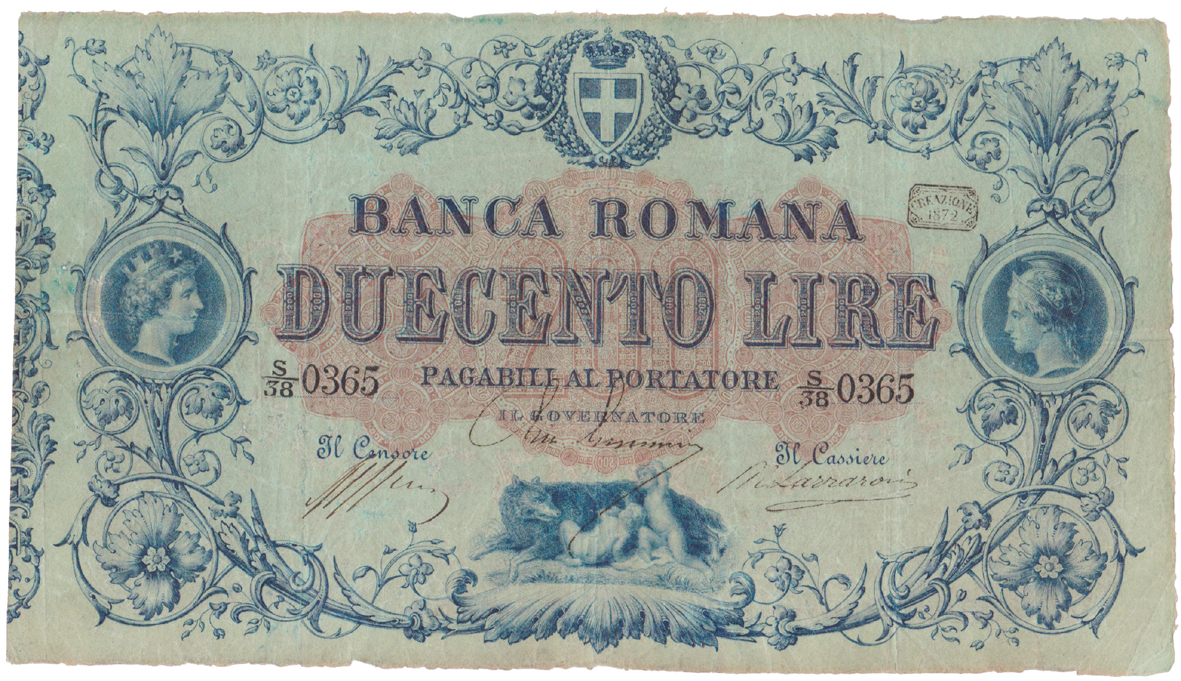 CREAZIONE
1872
BANCA ROMANA
DUECENTO LIRE
200
S/38 0365 PAGABILI AL PORTATORE S/38 0365
IL GOVERNATORE
Il Censore Il Cassiere